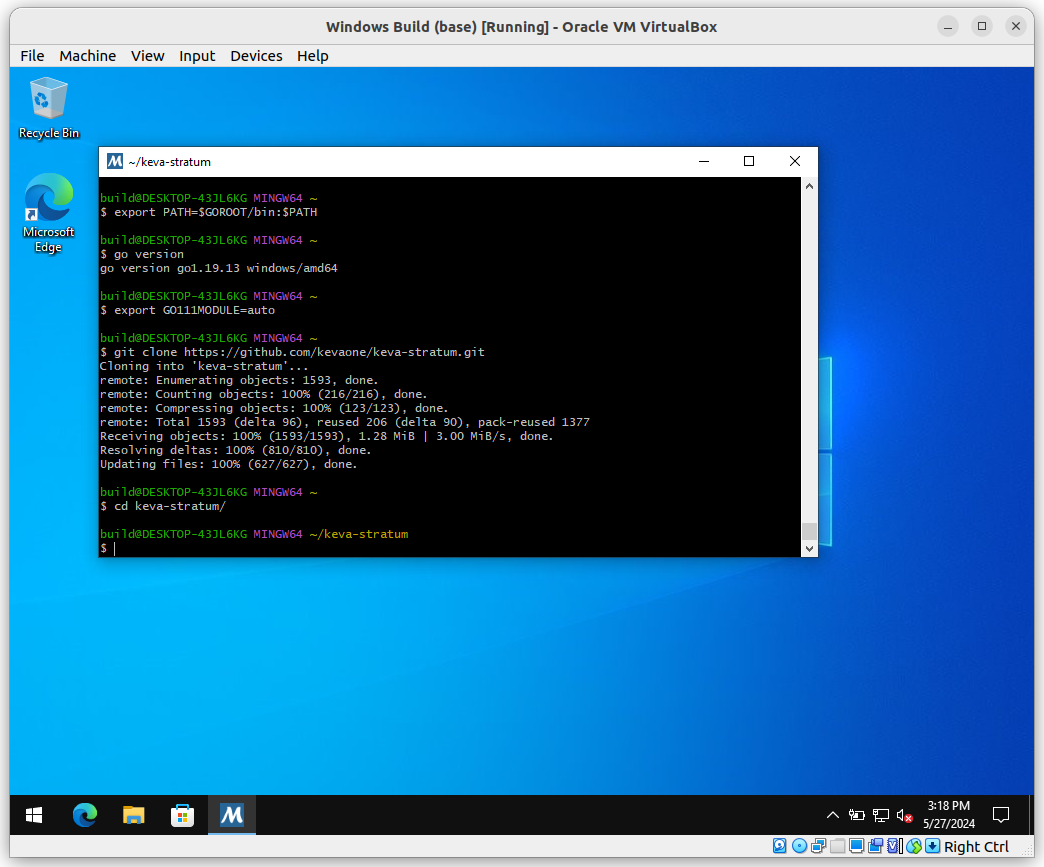 Windows Build (base) [Running] - Oracle VM VirtualBox
File Machine View Input Devices Help
Recycle Bin
Microsoft
Edge
~/keva-stratum
build@DESKTOP-43JL6KG MINGW64 ~
$ export PATH=$GOROOT/bin:$PATH
build@DESKTOP-43JL6KG MINGW64 ~
$ go version
go version go1.19.13 windows/amd64
build@DESKTOP-43JL6KG MINGW64 ~
$ export GO111MODULE=auto
build@DESKTOP-43JL6KG MINGW64 ~
$ git clone https://github.com/kevaone/keva-stratum.git
Cloning into 'keva-stratum'...
remote: Enumerating objects: 1593, done.
remote: Counting objects: 100% (216/216), done.
remote: Compressing objects: 100% (123/123), done.
remote: Total 1593 (delta 96), reused 206 (delta 90), pack-reused 1377
Receiving objects: 100% (1593/1593), 1.28 MiB | 3.00 MiB/s, done.
Resolving deltas: 100% (810/810), done.
Updating files: 100% (627/627), done.
build@DESKTOP-43JL6KG MINGW64 ~
$ cd keva-stratum/
build@DESKTOP-43JL6KG MINGW64 ~/keva-stratum
$
3:18 PM
5/27/2024
Right Ctrl